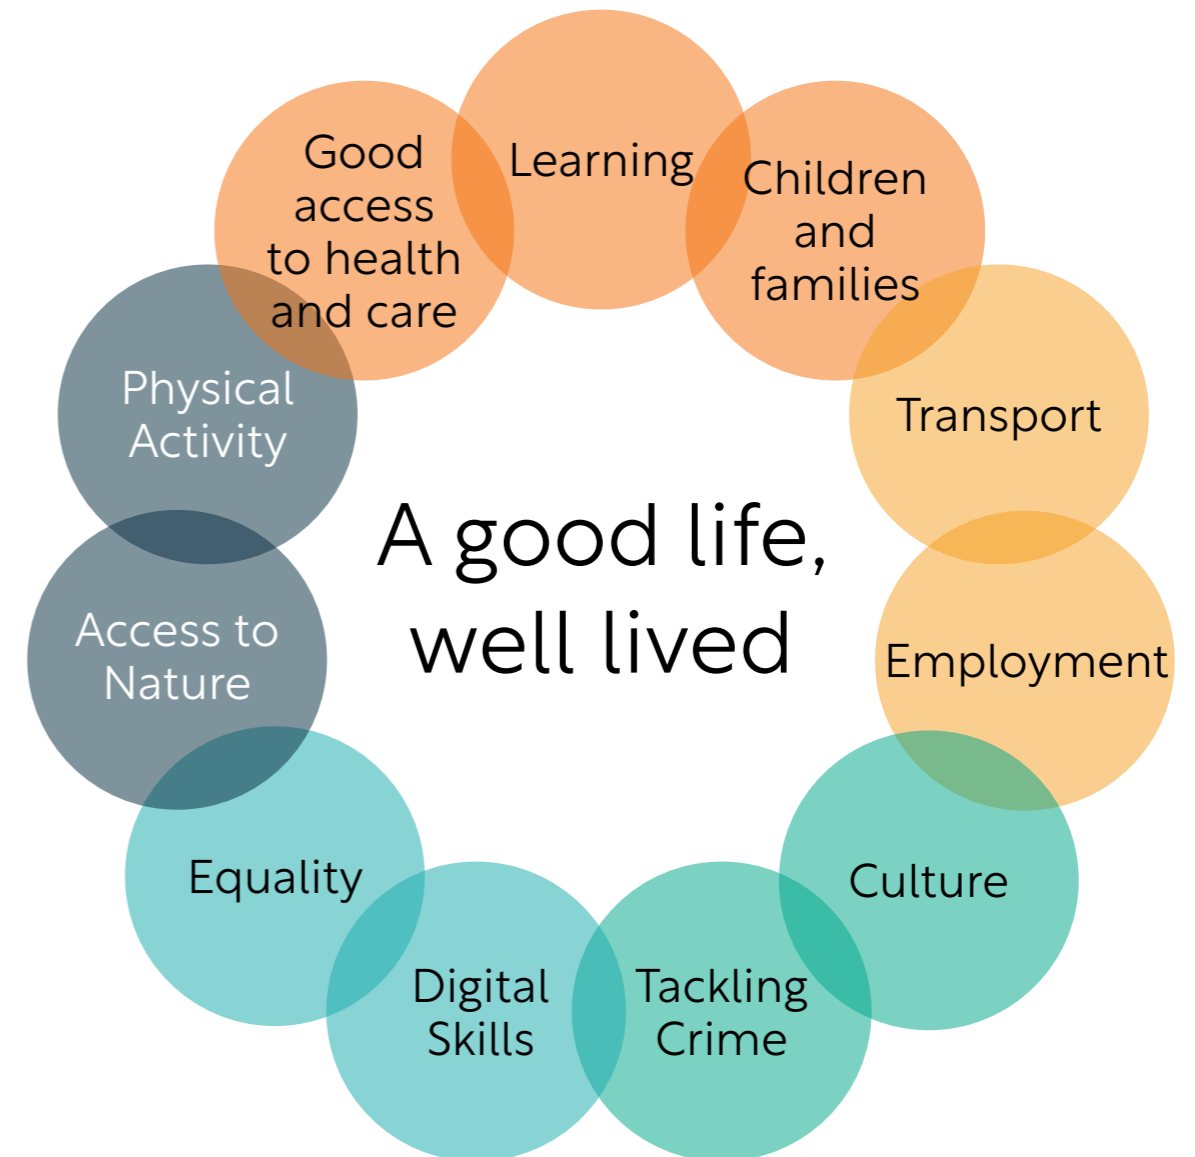 Learning
Children
and
families
Transport
Employment
Culture
Tackling
Crime
Digital
Skills
Equality
Access to
Nature
Physical
Activity
Good
access
to health
and care
A good life,
well lived